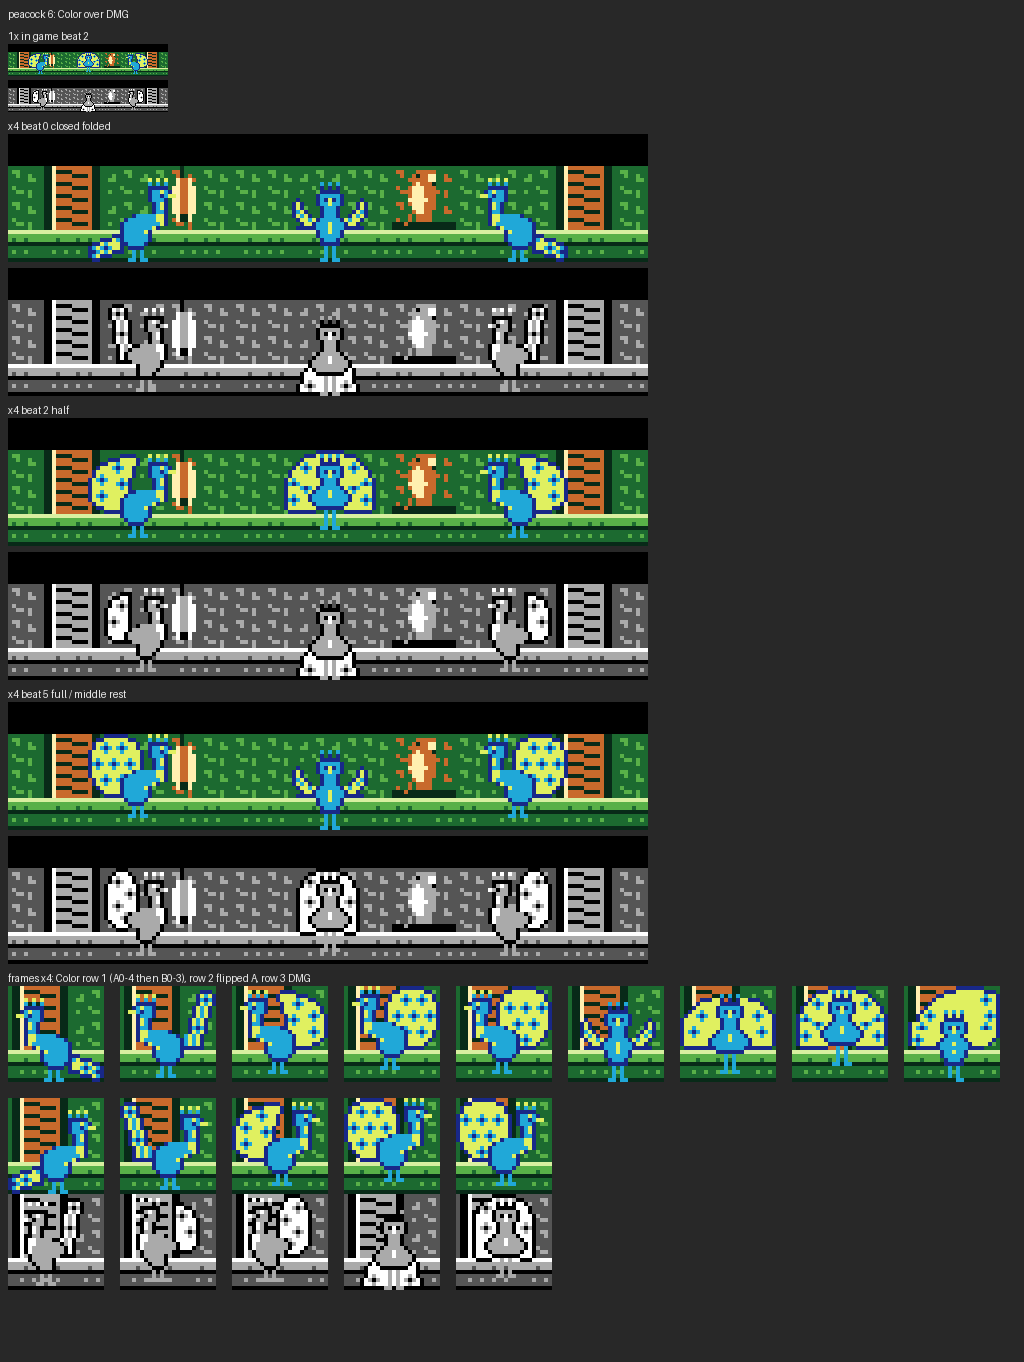 peacock 6: Color over DMG
1x in game beat 2
x4 beat 0 closed folded
x4 beat 2 half
x4 beat 5 full / middle rest
frames x4: Color row 1 (A0-4 then B0-3), row 2 flipped A, row 3 DMG